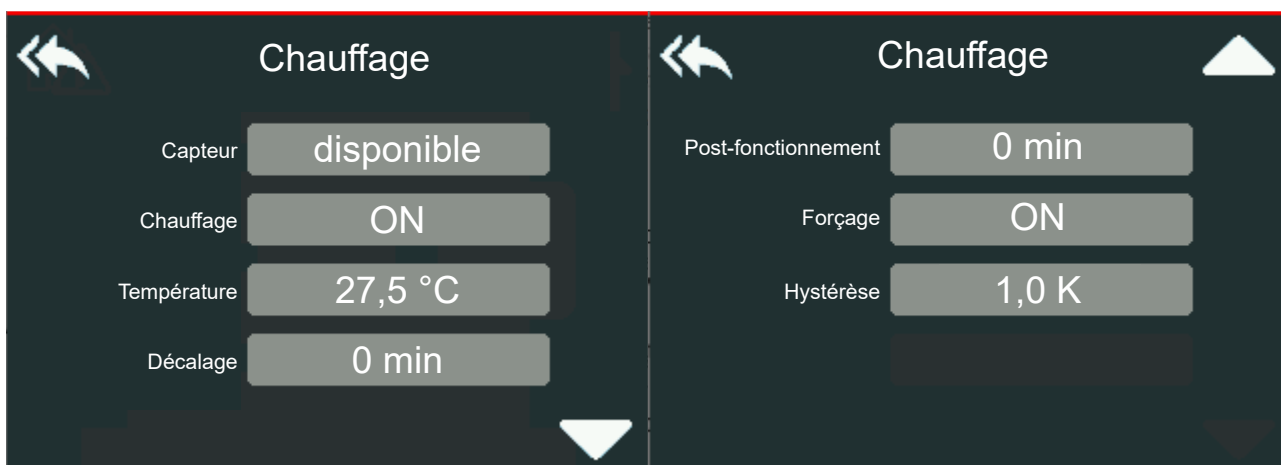 Chauffage
Capteur disponible
Chauffage ON
Température 27,5 °C
Décalage 0 min
Chauffage
Post-fonctionnement 0 min
Forçage ON
Hystérèse 1,0 K